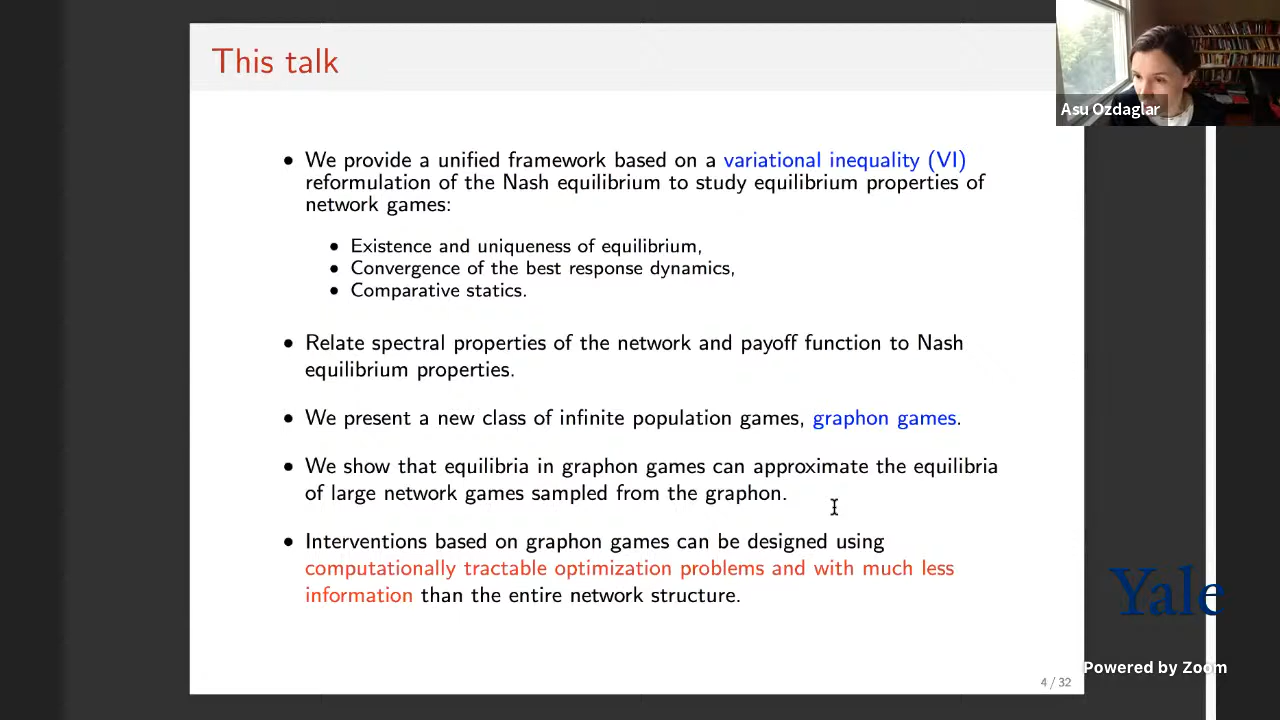 This talk
Asu Ozdaglar
• We provide a unified framework based on a variational inequality (VI)
reformulation of the Nash equilibrium to study equilibrium properties of
network games:
• Existence and uniqueness of equilibrium,
• Convergence of the best response dynamics,
• Comparative statics.
• Relate spectral properties of the network and payoff function to Nash
equilibrium properties.
• We present a new class of infinite population games, graphon games.
• We show that equilibria in graphon games can approximate the equilibria
of large network games sampled from the graphon.
• Interventions based on graphon games can be designed using
computationally tractable optimization problems and with much less
information than the entire network structure.
Yale
Powered by Zoom
4 / 32